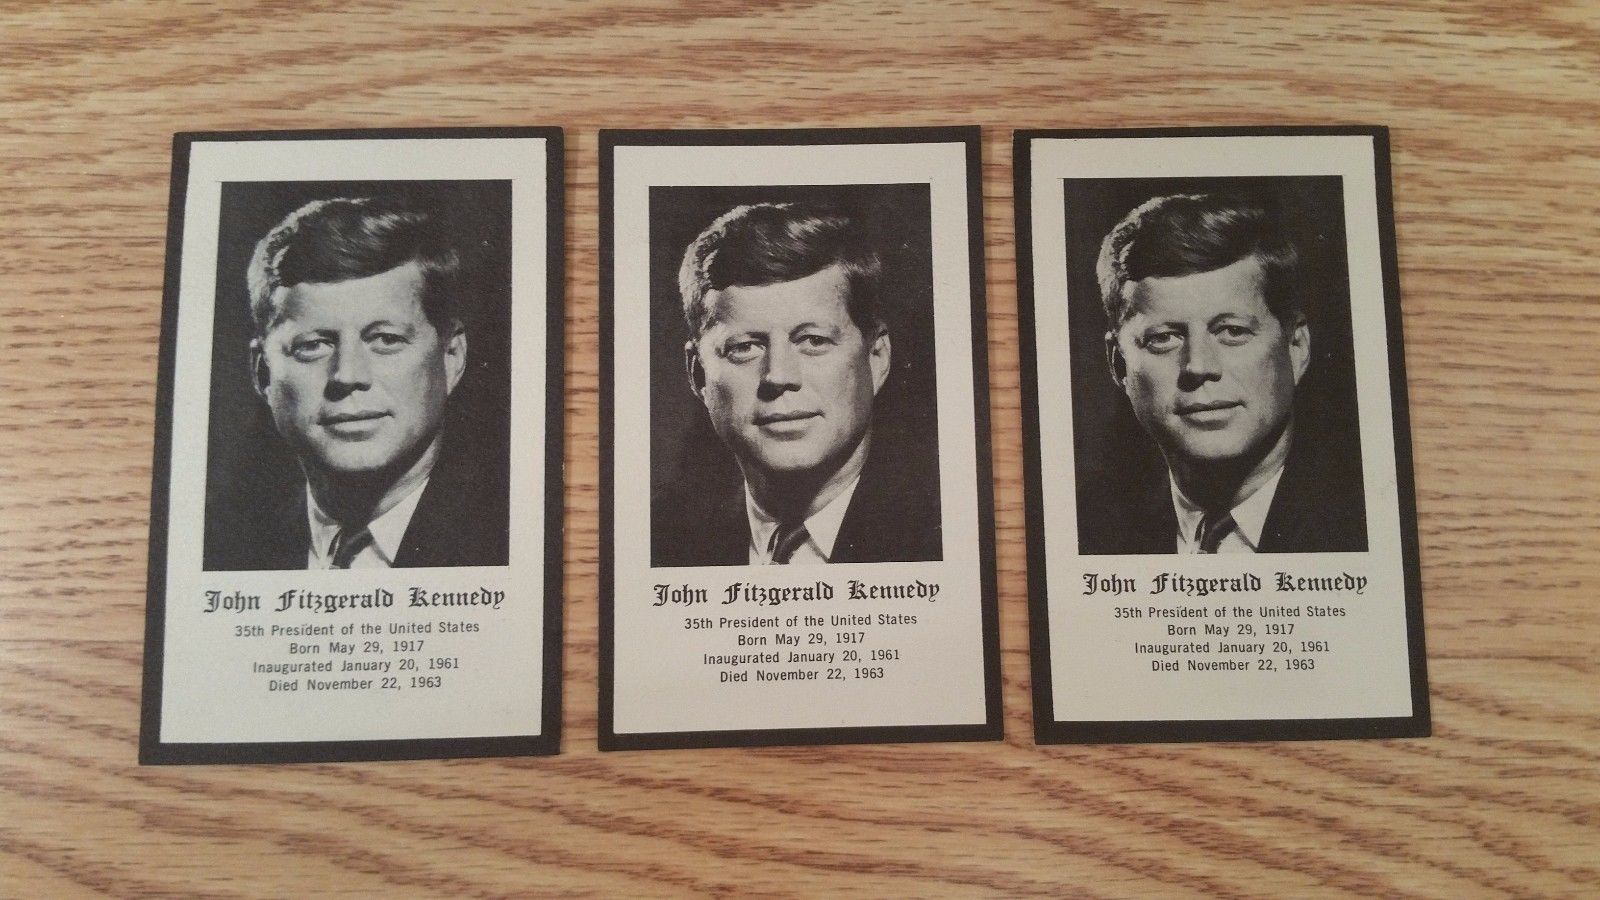 John Fitzgerald Kennedy
35th President of the United States
Born May 29, 1917
Inaugurated January 20, 1961
Died November 22, 1963
John Fitzgerald Kennedy
35th President of the United States
Born May 29, 1917
Inaugurated January 20, 1961
Died November 22, 1963
John Fitzgerald Kennedy
35th President of the United States
Born May 29, 1917
Inaugurated January 20, 1961
Died November 22, 1963